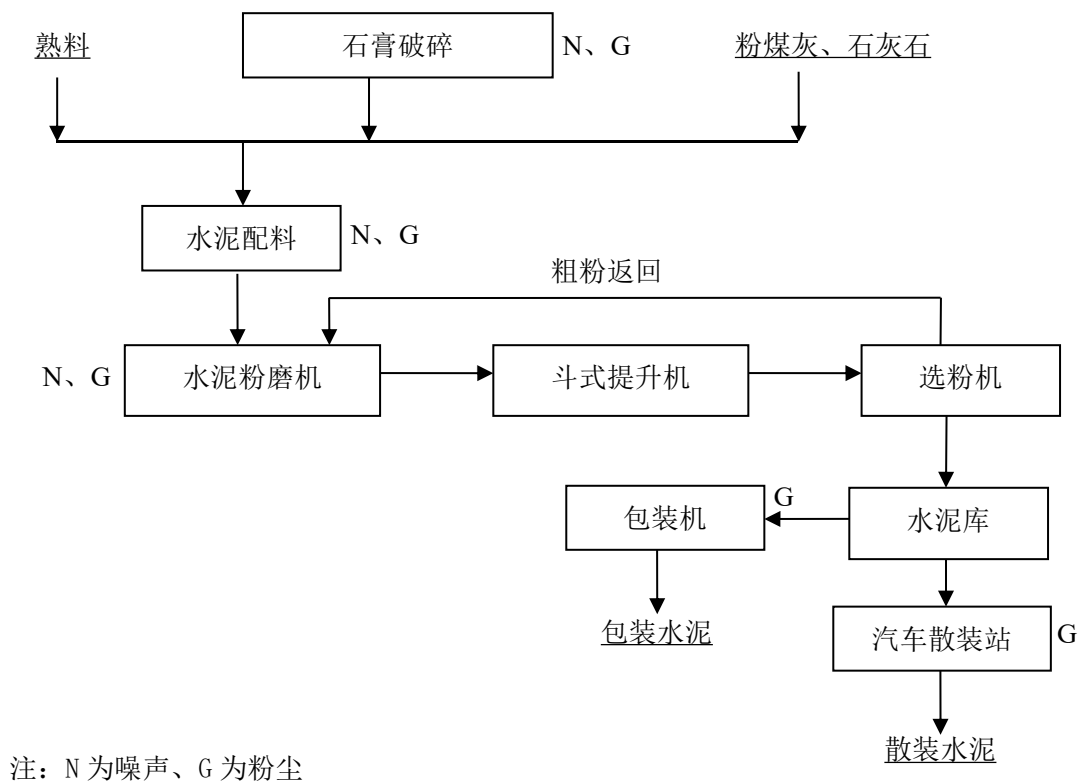 熟料
石膏破碎
N、G
粉煤灰、石灰石
水泥配料
N、G
粗粉返回
N、G
水泥粉磨机
斗式提升机
选粉机
包装机
G
水泥库
包装水泥
汽车散装站
G
散装水泥
注：N 为噪声、G 为粉尘